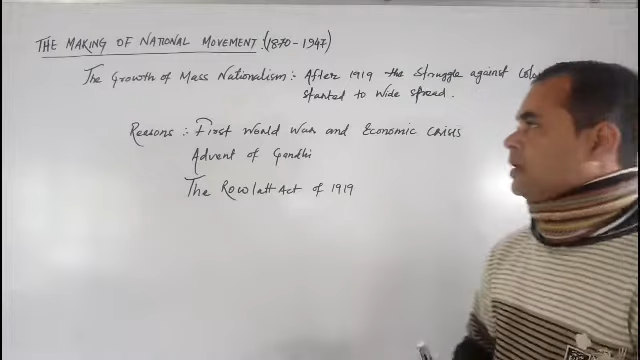 THE MAKING OF NATIONAL MOVEMENT: (1870-1947)
The Growth of Mass Nationalism: After 1919 the struggle against
started to wide spread.
Reasons: First World War and Economic crisis
Advent of Gandhi
The Rowlatt Act of 1919